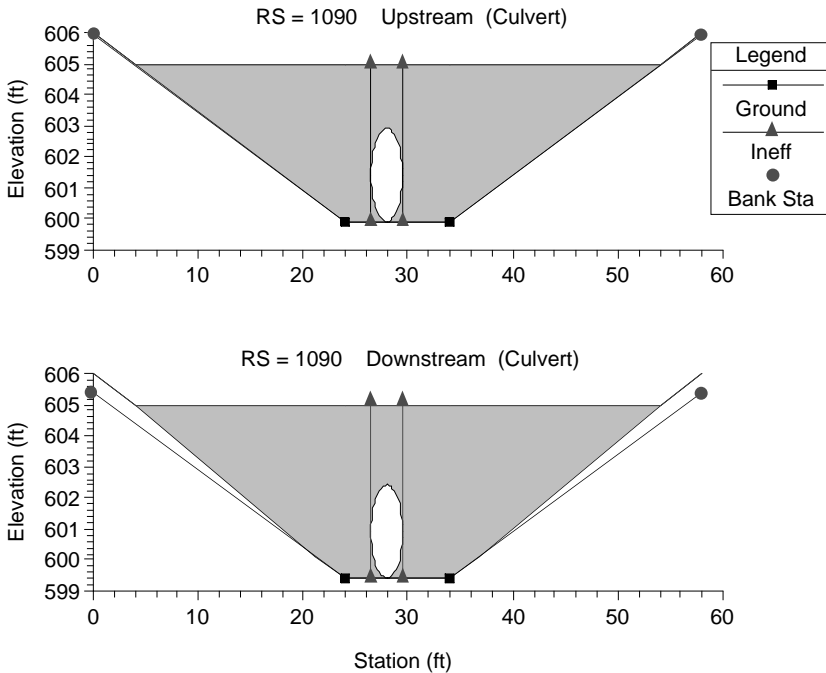 RS = 1090 Upstream (Culvert)
606
605
604
603
602
601
600
599
Elevation (ft)
0 10 20 30 40 50 60
Legend
Ground
Ineff
Bank Sta
RS = 1090 Downstream (Culvert)
606
605
604
603
602
601
600
599
Elevation (ft)
0 10 20 30 40 50 60
Station (ft)